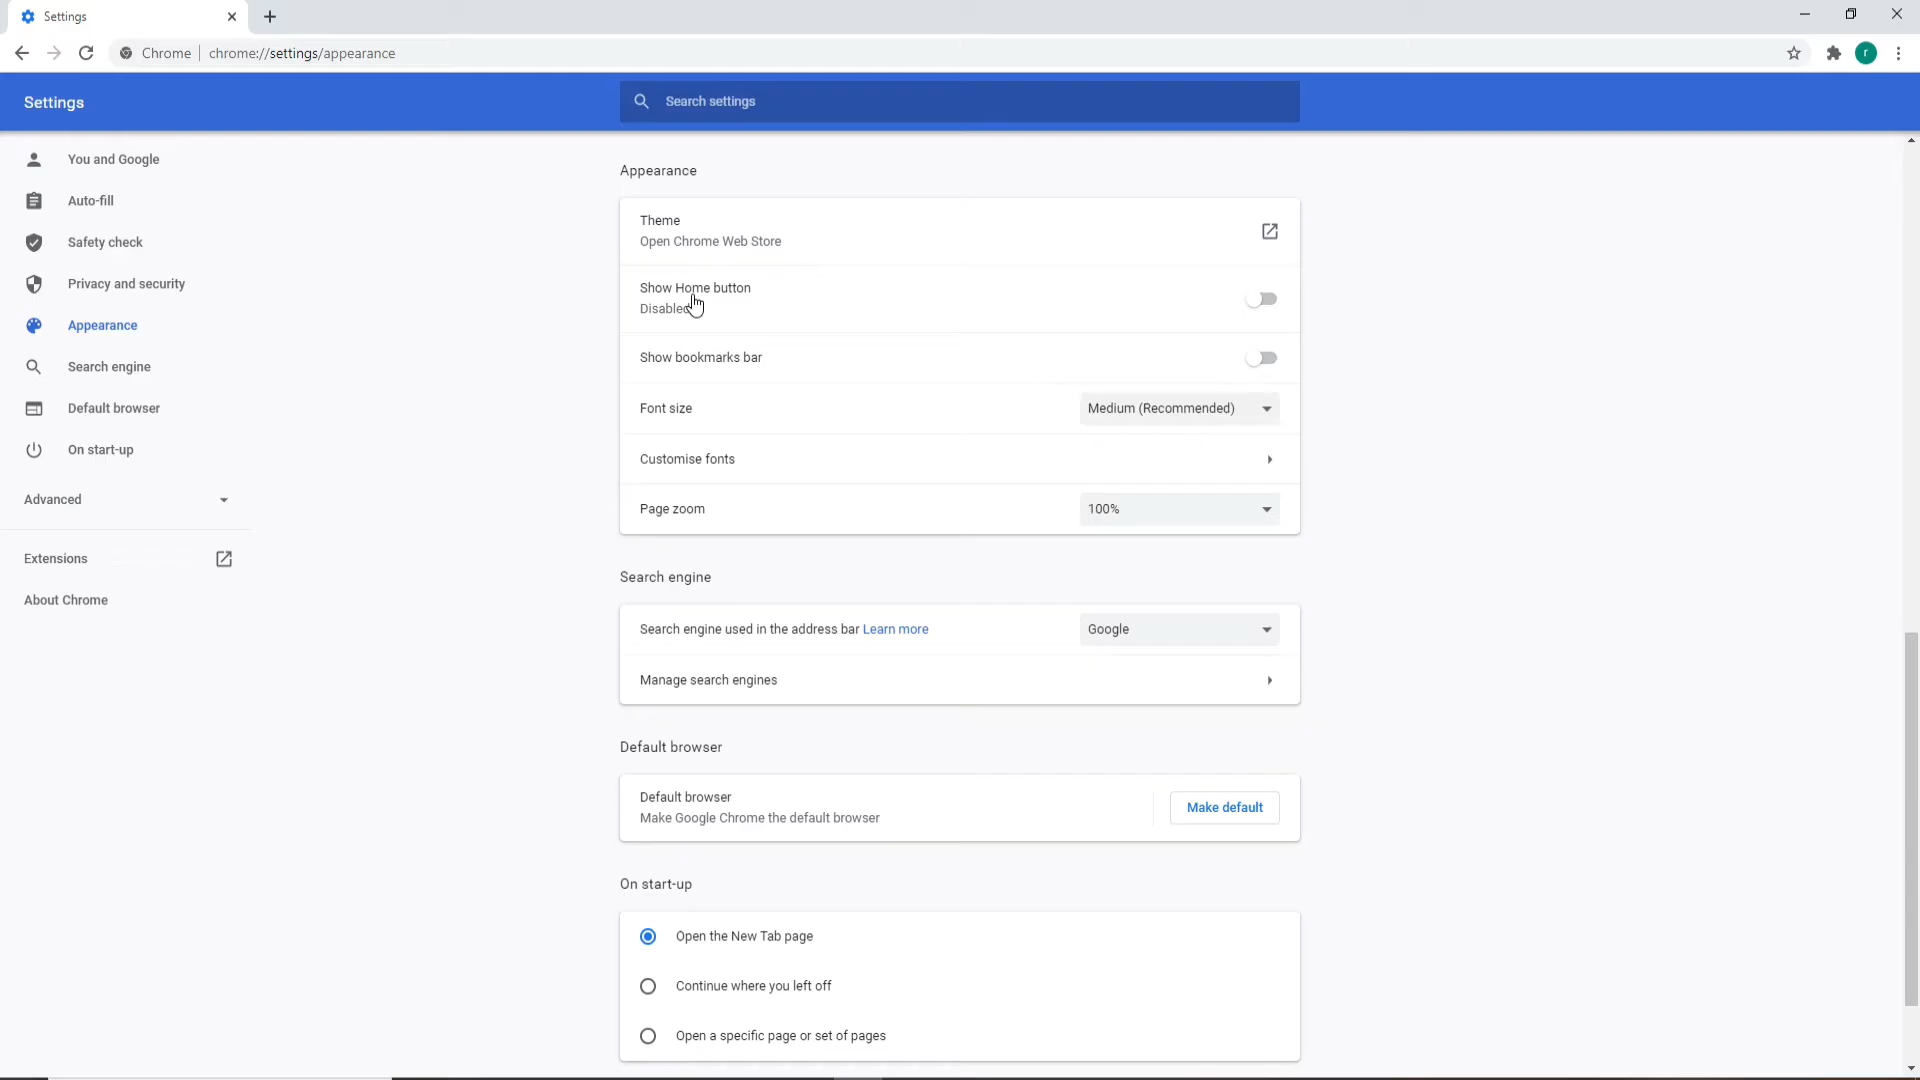 Settings
Chrome | chrome://settings/appearance
r
Settings
Search settings
You and Google
Auto-fill
Safety check
Privacy and security
Appearance
Search engine
Default browser
On start-up
Advanced
Extensions
About Chrome
Appearance
Theme
Open Chrome Web Store
Show Home button
Disabled
Show bookmarks bar
Font size
Medium (Recommended)
Customise fonts
Page zoom
100%
Search engine
Search engine used in the address bar Learn more
Google
Manage search engines
Default browser
Default browser
Make Google Chrome the default browser
Make default
On start-up
Open the New Tab page
Continue where you left off
Open a specific page or set of pages